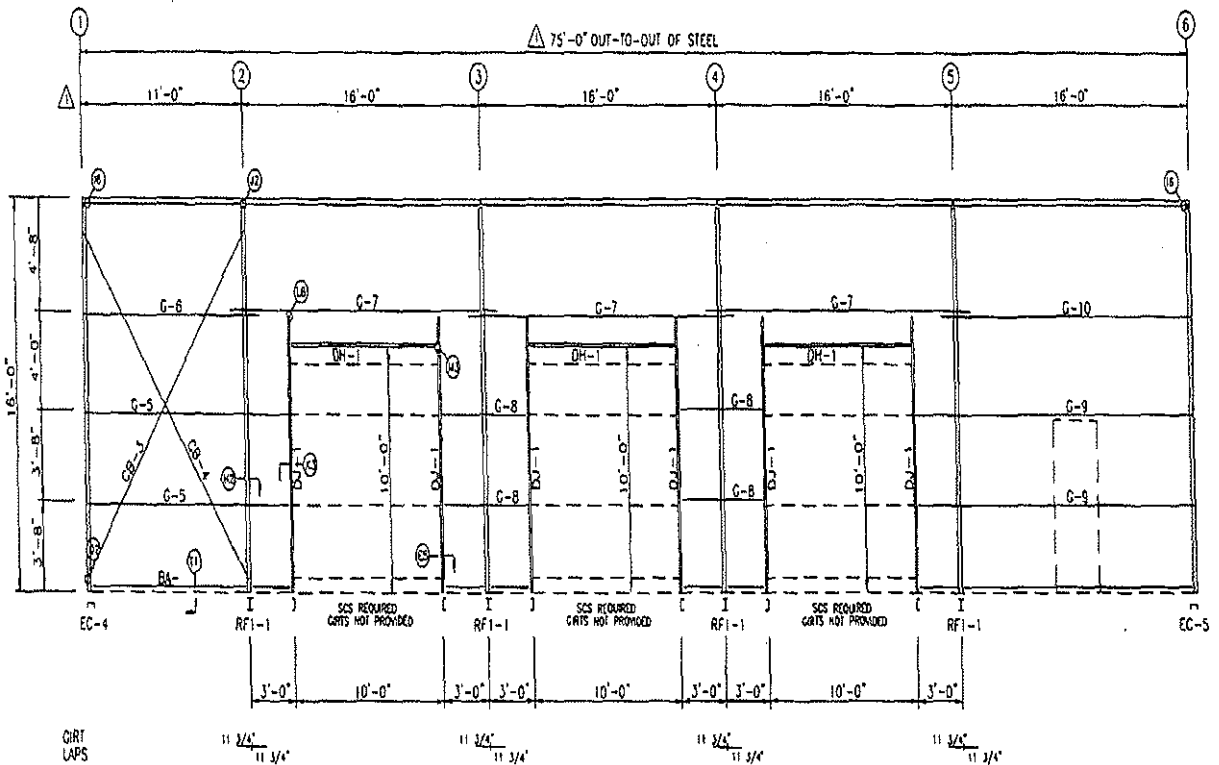 1
6
1 75'-0" OUT-TO-OUT OF STEEL
2
3
4
5
1
11'-0"
16'-0"
16'-0"
16'-0"
16'-0"
J2
I6
16'-0"
4'-8"
4'-0"
3'-8"
3'-8"
G-6
G-7
G-7
G-7
G-10
L6
DH-1
DH-1
DH-1
G-5
G-8
G-8
G-9
DJ-1
10'-0"
DJ-1
DJ-1
10'-0"
DJ-1
DJ-1
10'-0"
DJ-1
G-5
G-8
G-8
G-9
BA-
EC-4
RF1-1
SCS REQUIRED
GIRTS NOT PROVIDED
RF1-1
SCS REQUIRED
GIRTS NOT PROVIDED
RF1-1
SCS REQUIRED
GIRTS NOT PROVIDED
RF1-1
EC-5
3'-0"
10'-0"
3'-0"
3'-0"
10'-0"
3'-0"
3'-0"
10'-0"
3'-0"
GIRT
LAPS
11 3/4"
11 3/4"
11 3/4"
11 3/4"
11 3/4"
11 3/4"
11 3/4"
11 3/4"